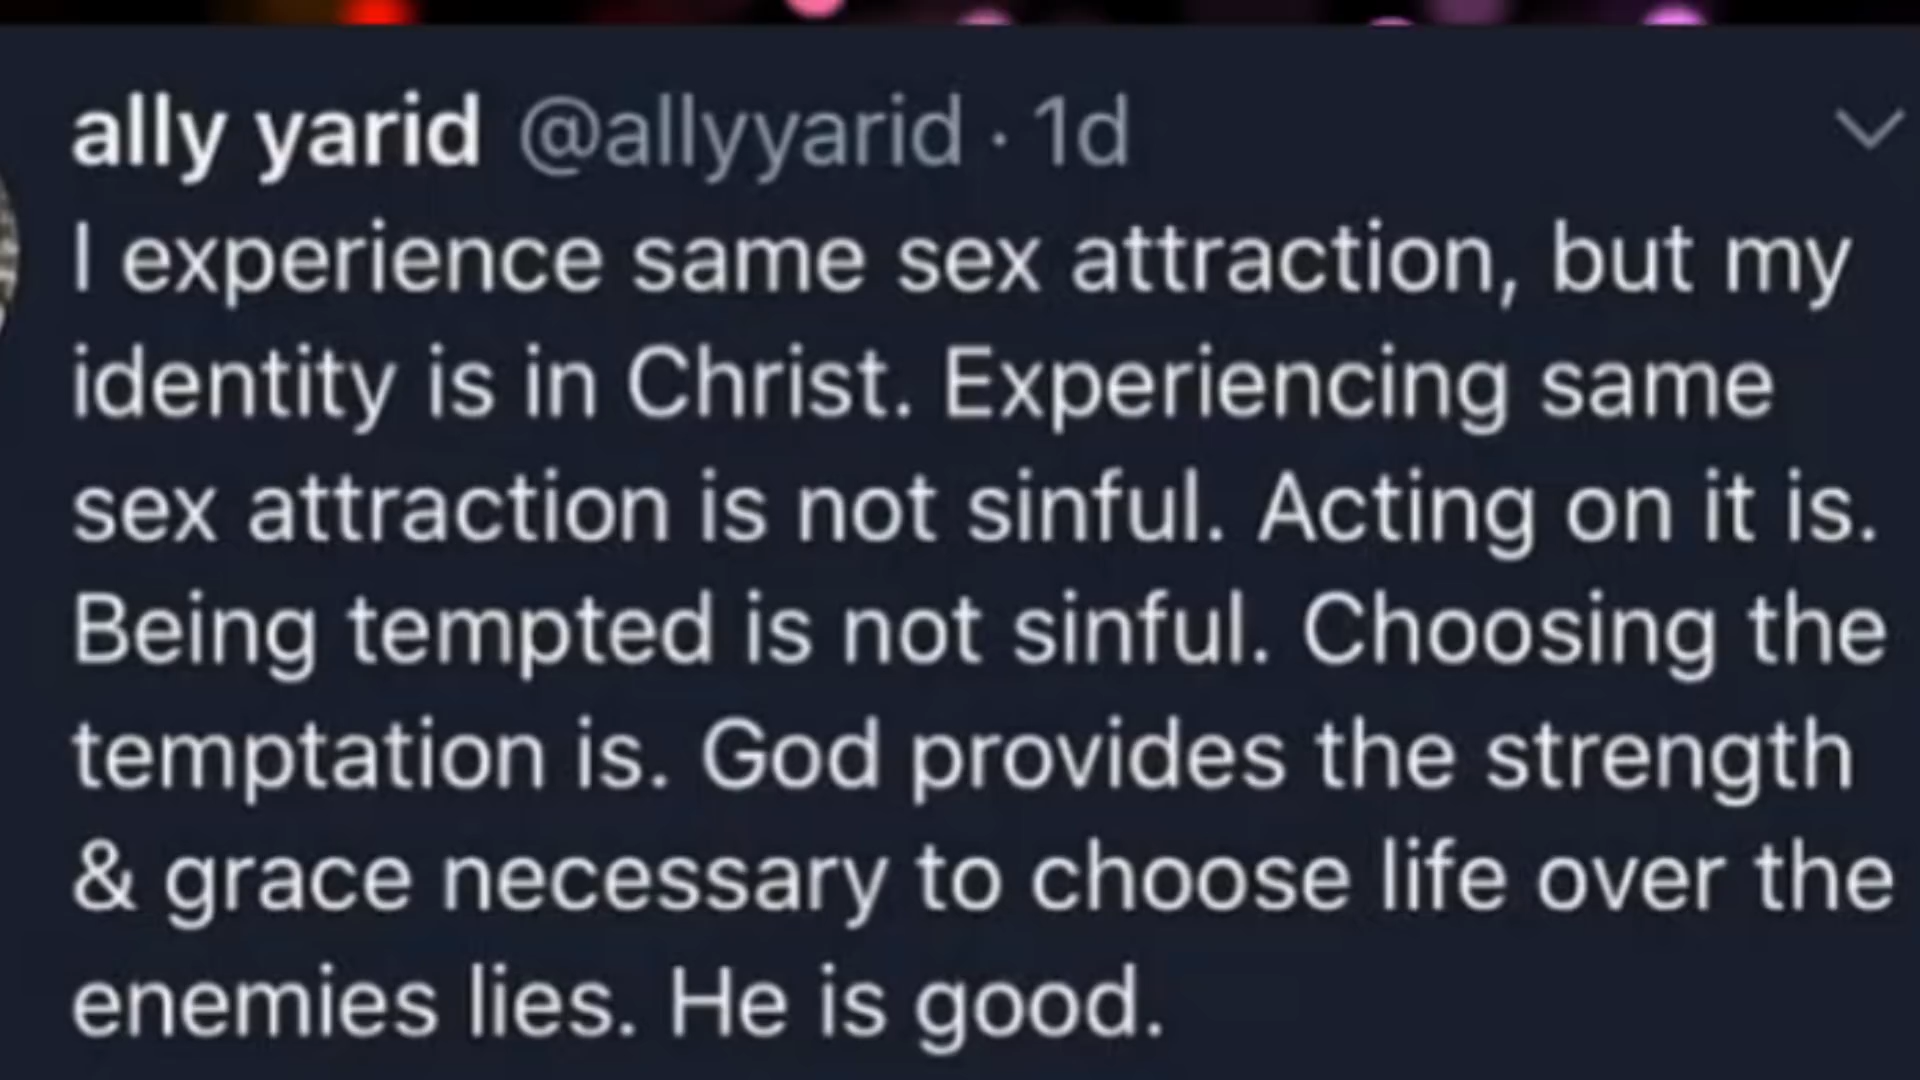 ally yarid @allyyarid · 1d
I experience same sex attraction, but my
identity is in Christ. Experiencing same
sex attraction is not sinful. Acting on it is.
Being tempted is not sinful. Choosing the
temptation is. God provides the strength
& grace necessary to choose life over the
enemies lies. He is good.